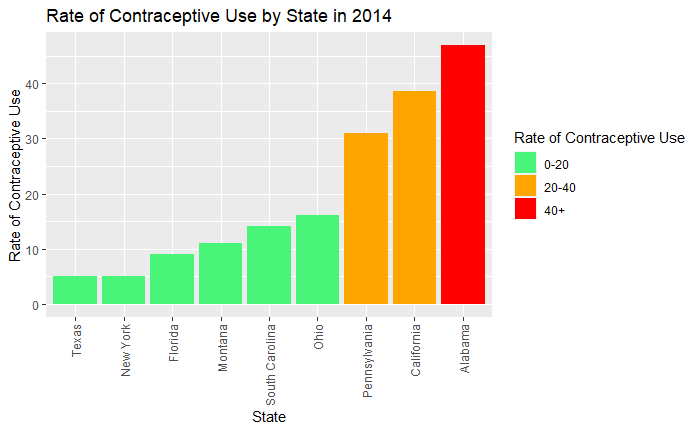 Rate of Contraceptive Use by State in 2014
Rate of Contraceptive Use
40
30
20
10
0
Texas
New York
Florida
Montana
South Carolina
Ohio
Pennsylvania
California
Alabama
State
Rate of Contraceptive Use
0-20
20-40
40+